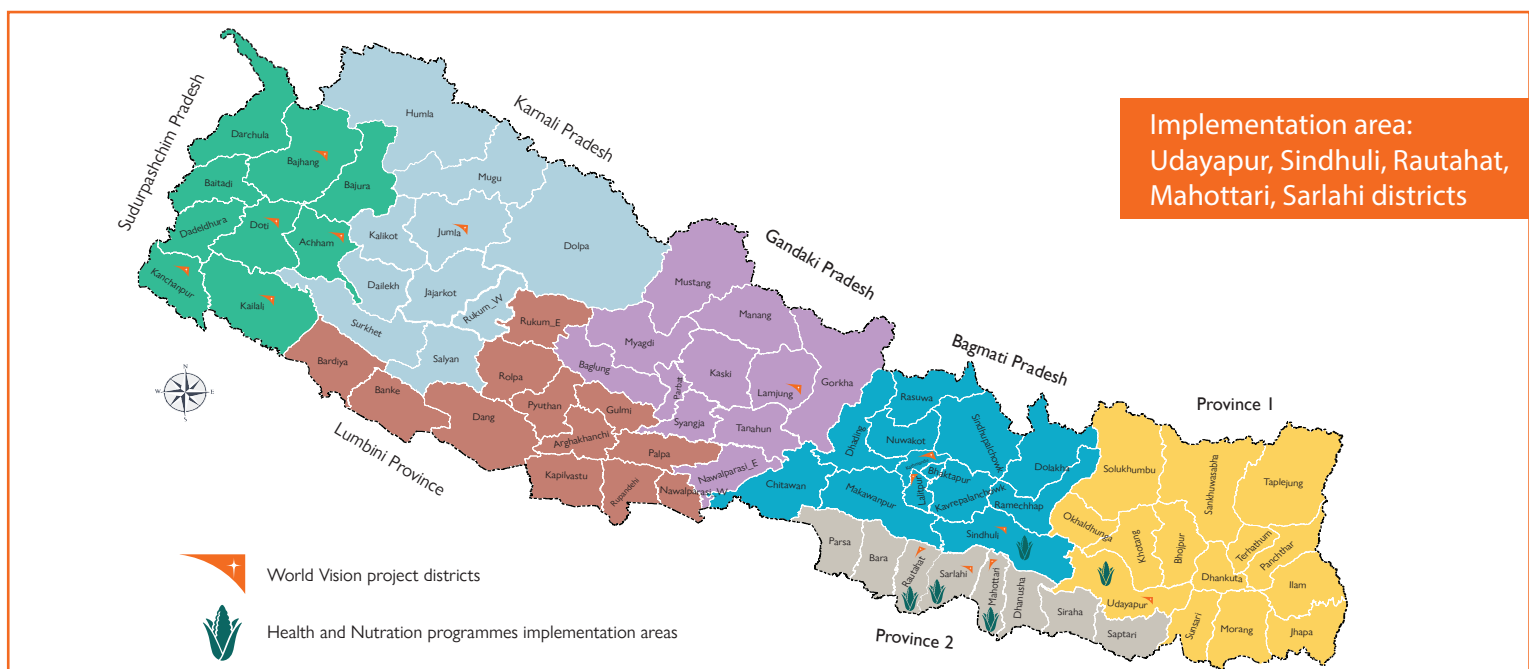 Implementation area:
Udayapur, Sindhuli, Rautahat,
Mahottari, Sarlahi districts
Sudurpashchim Pradesh
Karnali Pradesh
Gandaki Pradesh
Bagmati Pradesh
Province 1
Lumbini Province
Province 2
Darchula
Bajhang
Baitadi
Bajura
Dadeldhura
Doti
Achham
Kanchanpur
Kailali
Humla
Mugu
Kalikot
Jumla
Dolpa
Dailekh
Jajarkot
Rukum_W
Surkhet
Salyan
Rukum_E
Bardiya
Banke
Rolpa
Dang
Pyuthan
Gulmi
Arghakhanchi
Palpa
Kapilvastu
Rupandehi
Nawalparasi_W
Mustang
Manang
Myagdi
Baglung
Parbat
Kaski
Lamjung
Gorkha
Syangja
Tanahun
Nawalparasi_E
Rasuwa
Dhading
Nuwakot
Sindhupalchowk
Dolakha
Bhaktapur
Lalitpur
Kavrepalanchowk
Ramechhap
Chitawan
Makawanpur
Sindhuli
Parsa
Bara
Rautahat
Sarlahi
Mahottari
Dhanusha
Siraha
Saptari
Solukhumbu
Sankhuwasabha
Taplejung
Okhaldhunga
Khotang
Bhojpur
Terhathum
Panchthar
Dhankuta
Ilam
Udayapur
Sunsari
Morang
Jhapa
N
W
E
S
World Vision project districts
Health and Nutration programmes implementation areas